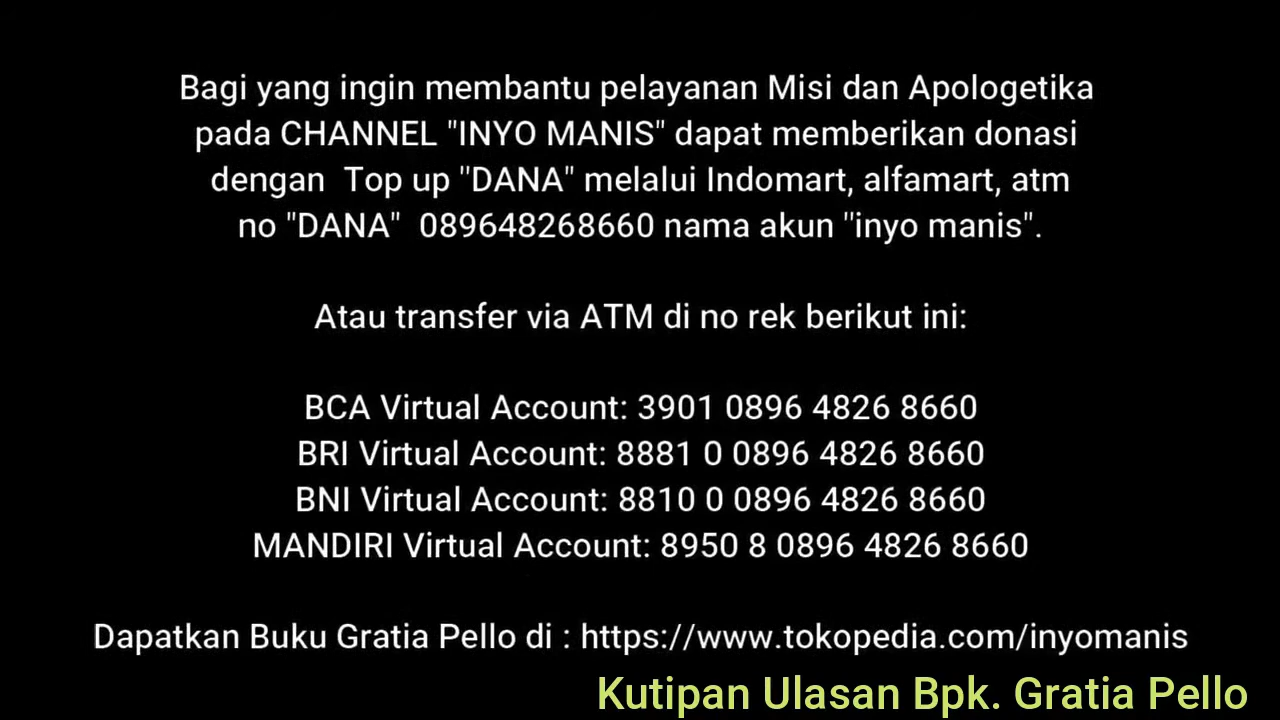 Bagi yang ingin membantu pelayanan Misi dan Apologetika
pada CHANNEL "INYO MANIS" dapat memberikan donasi
dengan  Top up "DANA" melalui Indomart, alfamart, atm
no "DANA"  089648268660 nama akun "inyo manis".
Atau transfer via ATM di no rek berikut ini:
BCA Virtual Account: 3901 0896 4826 8660
BRI Virtual Account: 8881 0 0896 4826 8660
BNI Virtual Account: 8810 0 0896 4826 8660
MANDIRI Virtual Account: 8950 8 0896 4826 8660
Dapatkan Buku Gratia Pello di : https://www.tokopedia.com/inyomanis
Kutipan Ulasan Bpk. Gratia Pello